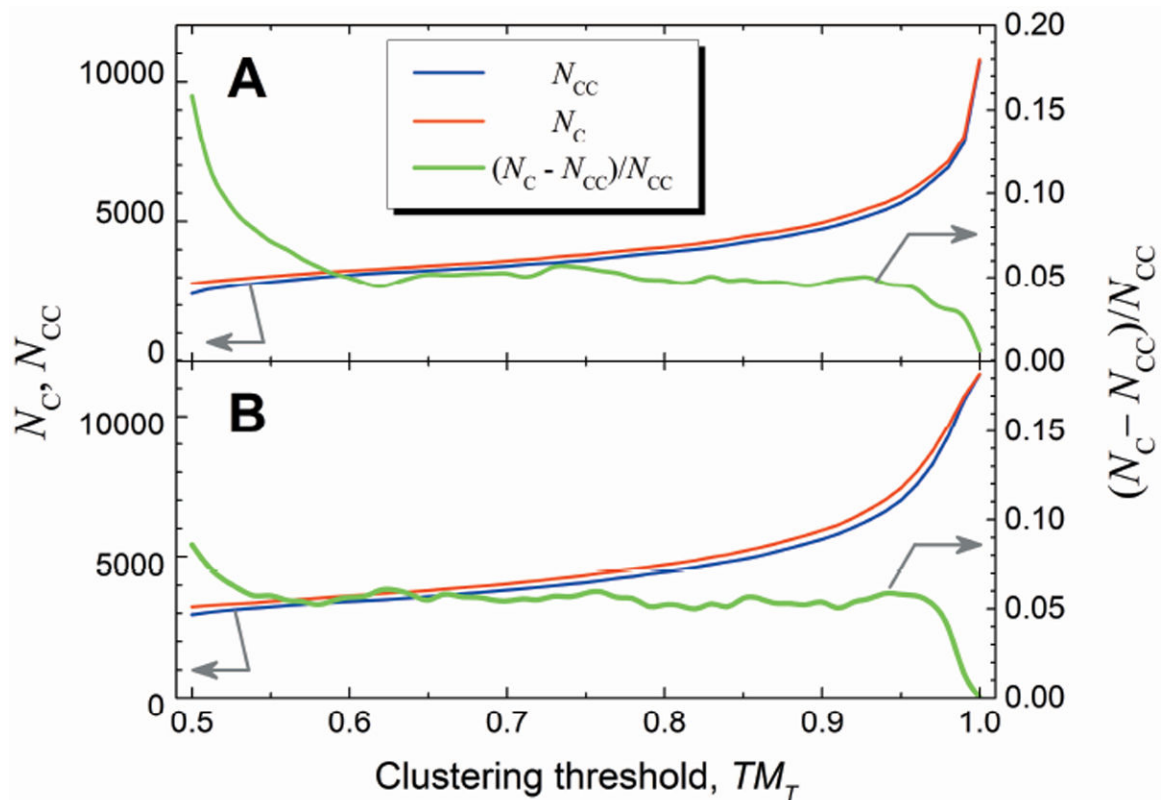 A
N_CC
N_C
(N_C - N_CC)/N_CC
10000
5000
0
0.20
0.15
0.10
0.05
0.00
B
10000
5000
0
0.15
0.10
0.05
0.00
N_C, N_CC
(N_C – N_CC)/N_CC
0.5 0.6 0.7 0.8 0.9 1.0
Clustering threshold, TM_T